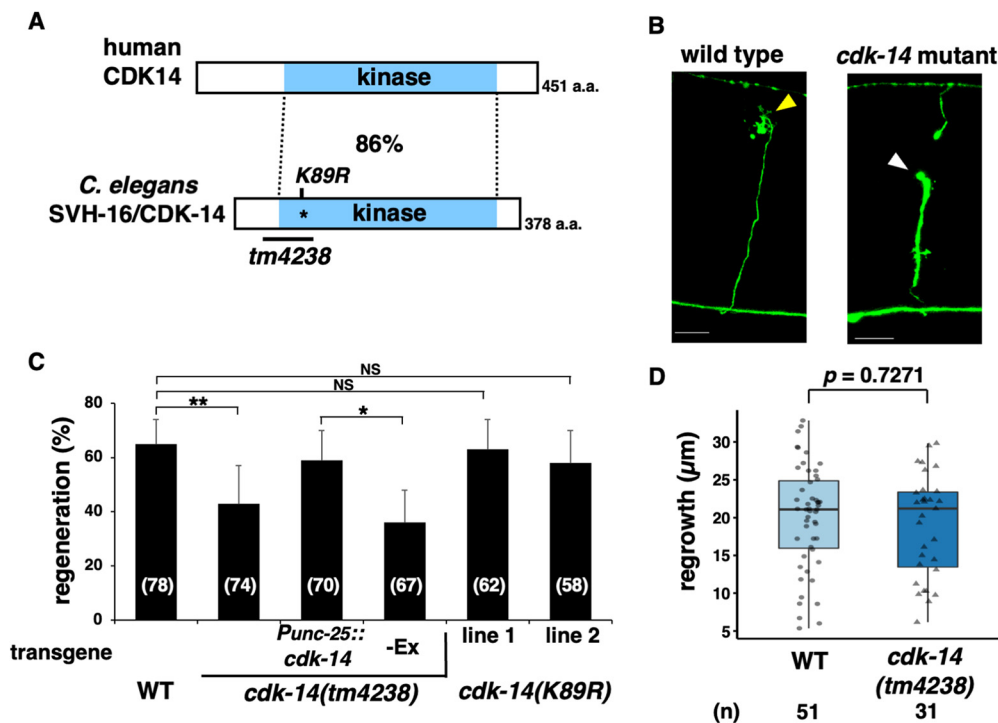 A
human
CDK14
kinase
451 a.a.
86%
K89R
C. elegans
SVH-16/CDK-14
*
kinase
378 a.a.
tm4238
B
wild type
cdk-14 mutant
C
NS
NS
**
*
regeneration (%)
80
60
40
20
0
(78)
(74)
(70)
(67)
(62)
(58)
transgene
Punc-25::
cdk-14
-Ex
line 1
line 2
WT
cdk-14(tm4238)
cdk-14(K89R)
D
p = 0.7271
regrowth (µm)
30
25
20
15
10
5
WT
cdk-14
(tm4238)
(n)
51
31